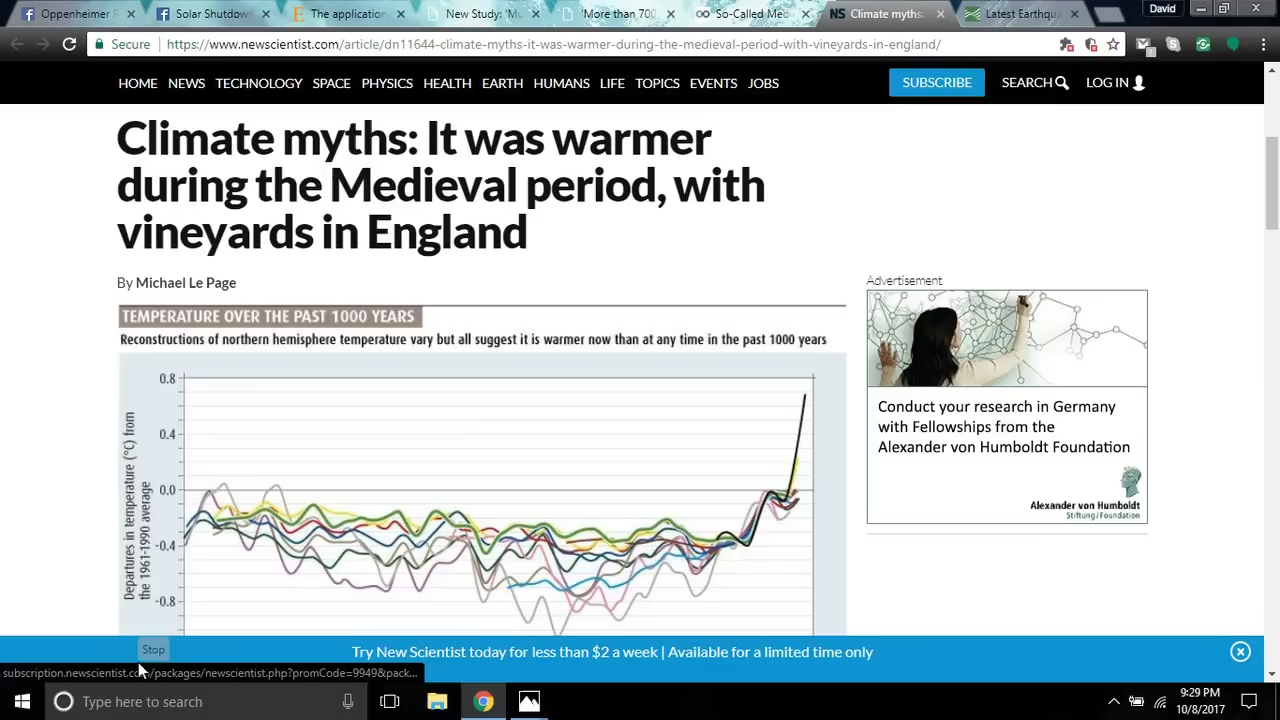 Facebook
Oppenheimer F
Solar Shutdown
The application
New Study: 'Mu
'More than 700
So-Called Med
NS Climate myths:
Latest Earthqua
David
Secure https://www.newscientist.com/article/dn11644-climate-myths-it-was-warmer-during-the-medieval-period-with-vineyards-in-england/
HOME NEWS TECHNOLOGY SPACE PHYSICS HEALTH EARTH HUMANS LIFE TOPICS EVENTS JOBS SUBSCRIBE SEARCH LOG IN
Climate myths: It was warmer
during the Medieval period, with
vineyards in England
By Michael Le Page
Advertisement
TEMPERATURE OVER THE PAST 1000 YEARS
Reconstructions of northern hemisphere temperature vary but all suggest it is warmer now than at any time in the past 1000 years
Departures in temperature (°C) from
the 1961-1990 average
0.8
0.4
0.0
-0.4
-0.8
Conduct your research in Germany
with Fellowships from the
Alexander von Humboldt Foundation
Alexander von Humboldt
Stiftung/Foundation
Stop
Try New Scientist today for less than $2 a week | Available for a limited time only
subscription.newscientist.com/packages/newscientist.php?promCode=9949&pack...
Type here to search
9:29 PM
10/8/2017